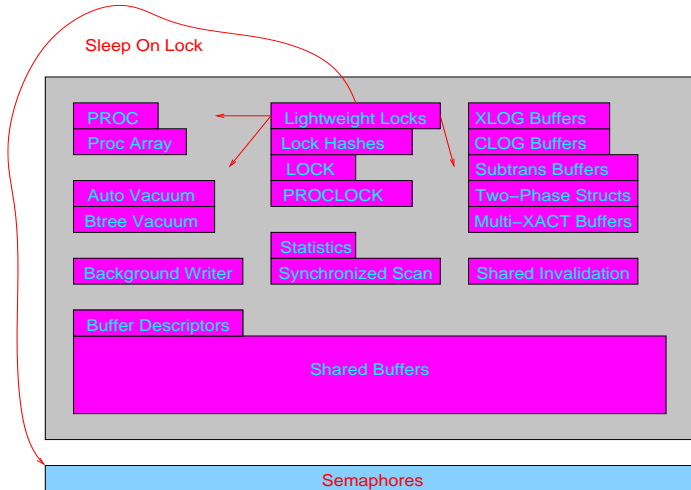 Sleep On Lock
PROC
Lightweight Locks
XLOG Buffers
Proc Array
Lock Hashes
CLOG Buffers
LOCK
Subtrans Buffers
Auto Vacuum
PROCLOCK
Two−Phase Structs
Btree Vacuum
Multi−XACT Buffers
Statistics
Background Writer
Synchronized Scan
Shared Invalidation
Buffer Descriptors
Shared Buffers
Semaphores